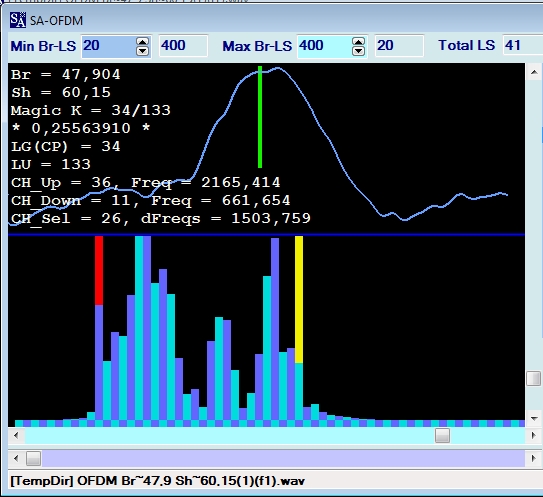 SA-OFDM
Min Br-LS 20 400 Max Br-LS 400 20 Total LS 41
Br = 47,904
Sh = 60,15
Magic K = 34/133
* 0,25563910 *
LG(CP) = 34
LU = 133
CH_Up = 36, Freq = 2165,414
CH_Down = 11, Freq = 661,654
CH_Sel = 26, dFreqs = 1503,759
[TempDir] OFDM Br~47,9 Sh~60,15(1)(f1).wav